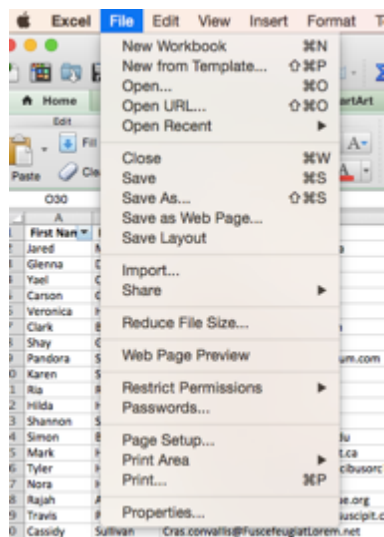 Excel File Edit View Insert Format
New Workbook ⌘N
New from Template... ⇧⌘P
Open... ⌘O
Open URL... ⇧⌘O
Open Recent ▶
Close ⌘W
Save ⌘S
Save As... ⇧⌘S
Save as Web Page...
Save Layout
Import...
Share ▶
Reduce File Size...
Web Page Preview
Restrict Permissions ▶
Passwords...
Page Setup...
Print Area ▶
Print... ⌘P
Properties...
Home
Edit
Paste
O30
A
First Nam
Jared
Glenna
Yael
Carson
Veronica
Clark
Shay
Pandora
Karen
Ria
Hilda
Shannon
Simon
Mark
Tyler
Nora
Rajah
Travis
Cassidy Sullivan Cras.convallis@FuscefeugiatLorem.net